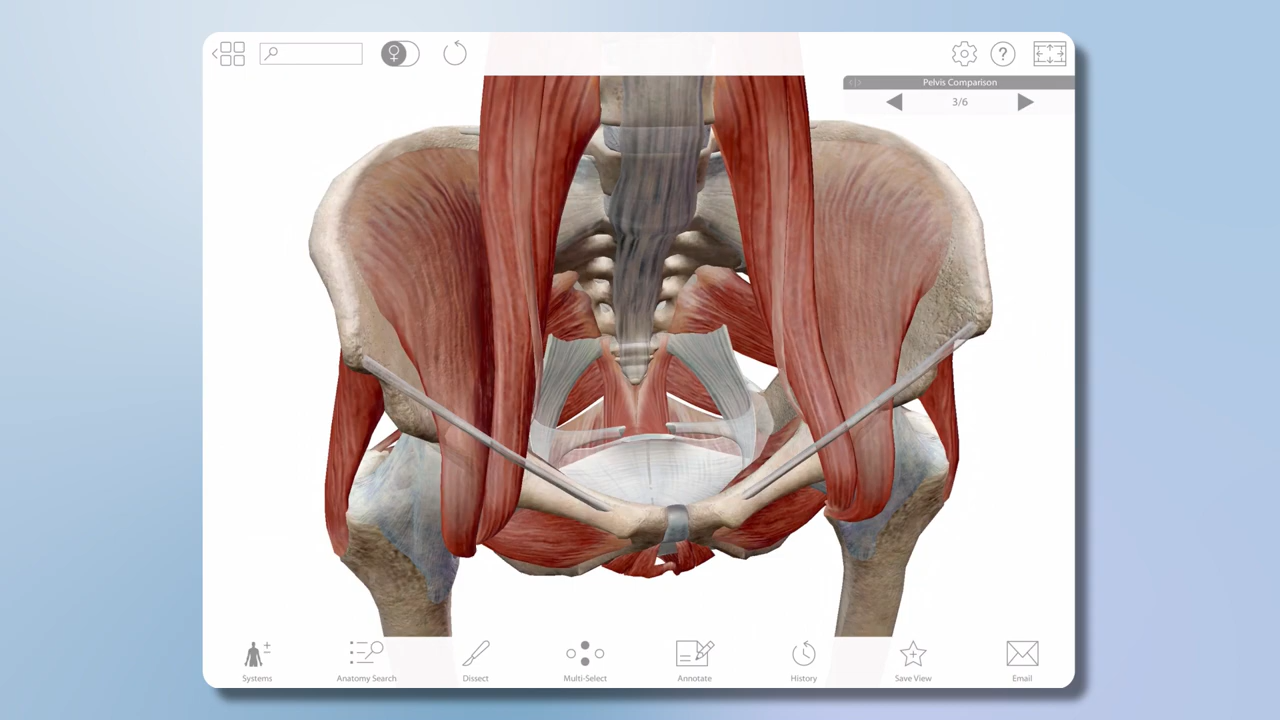 ?
Pelvis Comparison
3/6
Systems
Anatomy Search
Dissect
Multi-Select
Annotate
History
Save View
Email